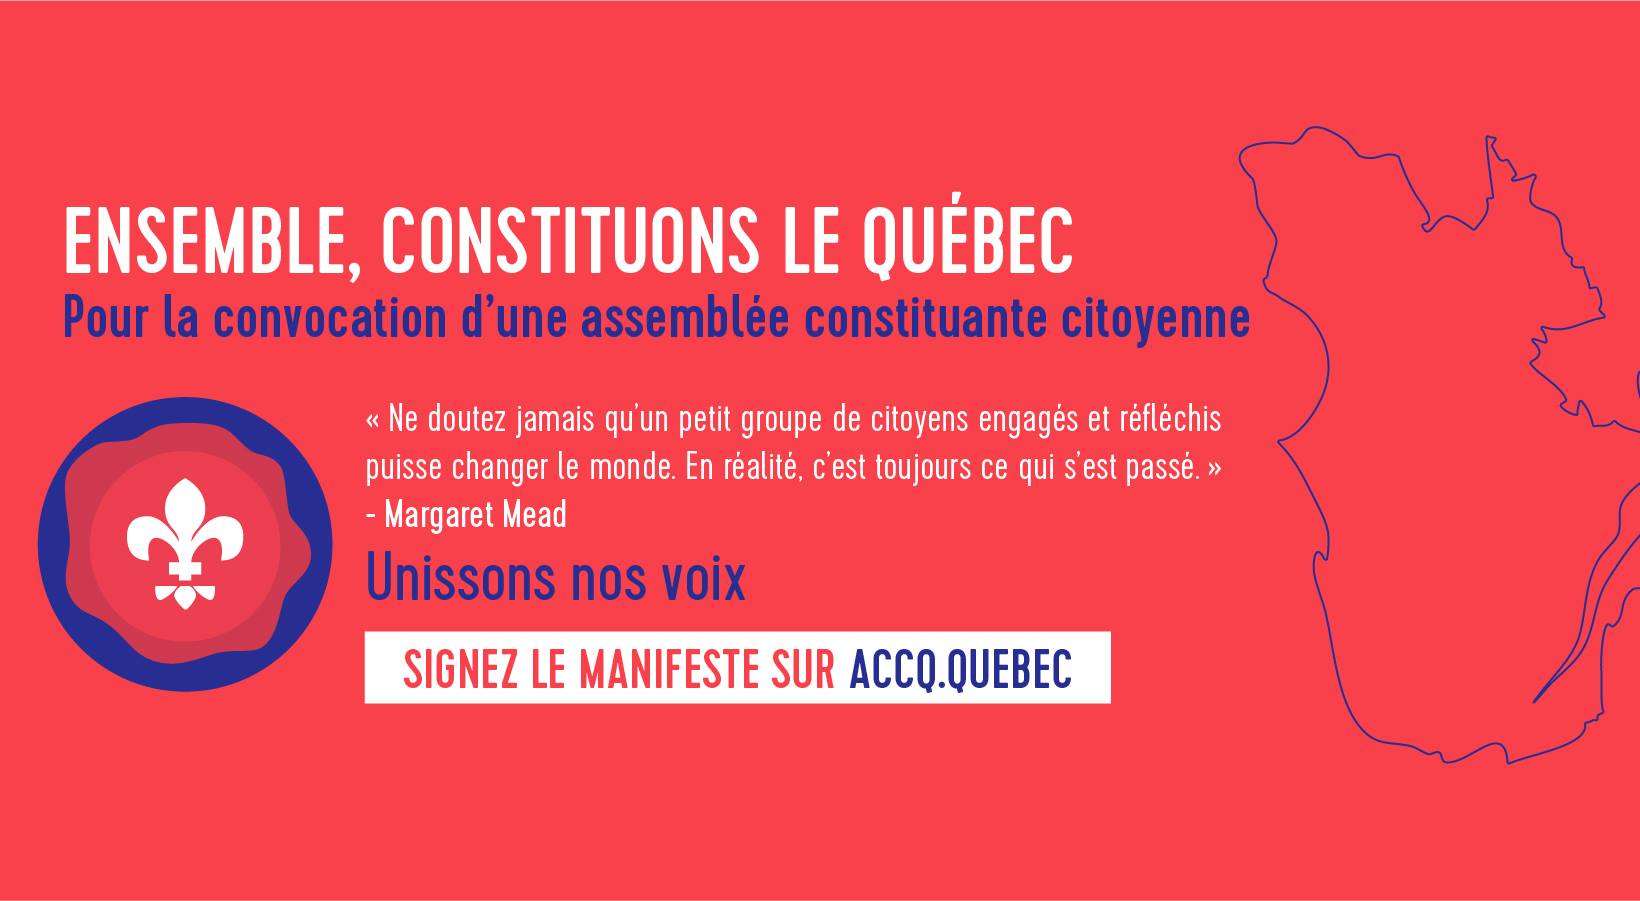 ENSEMBLE, CONSTITUONS LE QUÉBEC
Pour la convocation d'une assemblée constituante citoyenne
« Ne doutez jamais qu'un petit groupe de citoyens engagés et réfléchis
puisse changer le monde. En réalité, c'est toujours ce qui s'est passé. »
- Margaret Mead
Unissons nos voix
SIGNEZ LE MANIFESTE SUR ACCQ.QUEBEC